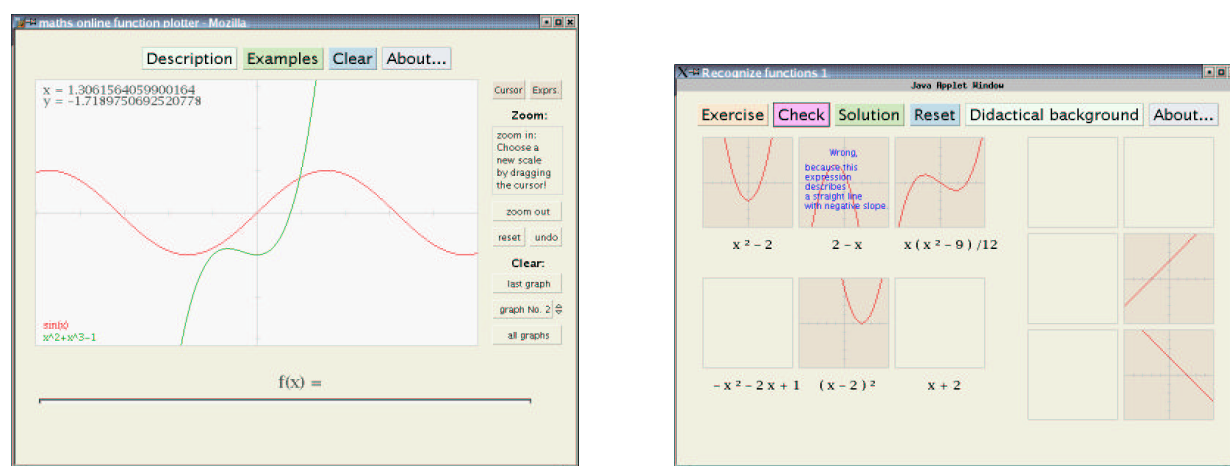 maths online function plotter - Mozilla
Description Examples Clear About...
x = 1.3061564059900164
y = -1.7189750692520778
Cursor Exprs.
Zoom:
zoom in:
Choose a
new scale
by dragging
the cursor!
zoom out
reset undo
Clear:
last graph
graph No. 2
all graphs
sin(x)
x^2+x^3-1
f(x) =
Recognize functions 1
Java Applet Window
Exercise Check Solution Reset Didactical background About...
Wrong,
because this
expression
describes
a straight line
with negative slope.
x ² - 2
2 - x
x ( x ² - 9 ) /12
- x ² - 2 x + 1
( x - 2 ) ²
x + 2